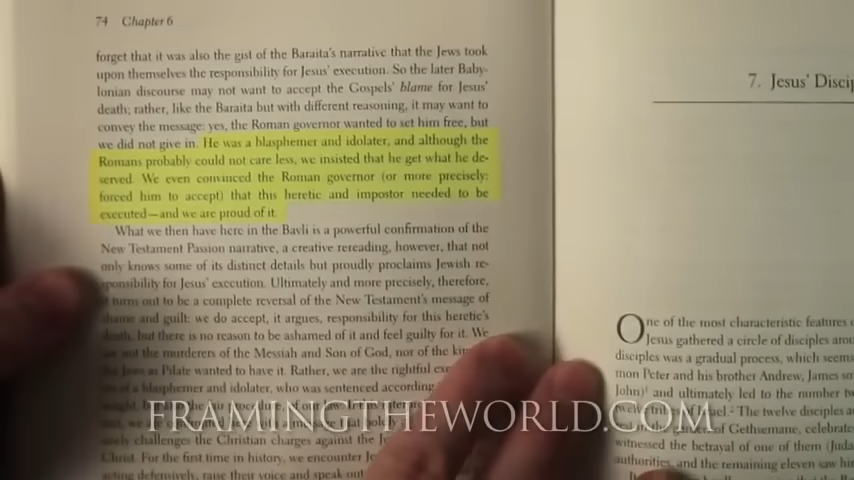 74 Chapter 6
forget that it was also the gist of the Baraita's narrative that the Jews took
upon themselves the responsibility for Jesus' execution. So the later Baby-
lonian discourse may not want to accept the Gospels' blame for Jesus'
death; rather, like the Baraita but with different reasoning, it may want to
convey the message: yes, the Roman governor wanted to set him free, but
we did not give in. He was a blasphemer and idolater, and although the
Romans probably could not care less, we insisted that he get what he de-
served. We even convinced the Roman governor (or more precisely:
forced him to accept) that this heretic and impostor needed to be
executed—and we are proud of it.
What we then have here in the Bavli is a powerful confirmation of the
New Testament Passion narrative, a creative rereading, however, that not
only knows some of its distinct details but proudly proclaims Jewish re-
sponsibility for Jesus' execution. Ultimately and more precisely, therefore,
it turns out to be a complete reversal of the New Testament's message of
shame and guilt: we do accept, it argues, responsibility for this heretic's
death, but there is no reason to be ashamed of it and feel guilty for it. We
not the murderers of the Messiah and Son of God, nor of the
Jews as Pilate wanted to have it. Rather, we are the rightful
of a blasphemer and idolater, who was sentenced according
challenges the Christian charges against the
Christ. For the first time in history, we encounter
acting defensively, raise their voice and speak out
7. Jesus' Discip
One of the most characteristic features
Jesus gathered a circle of disciples
disciples was a gradual process, which
mon Peter and his brother Andrew, James
John) and ultimately led to the number
Israel. The twelve disciples
of Gethsemane, celebrate
witnessed the betrayal of one of them
authorities, and the remaining eleven saw
FRAMINGTHEWORLD.COM